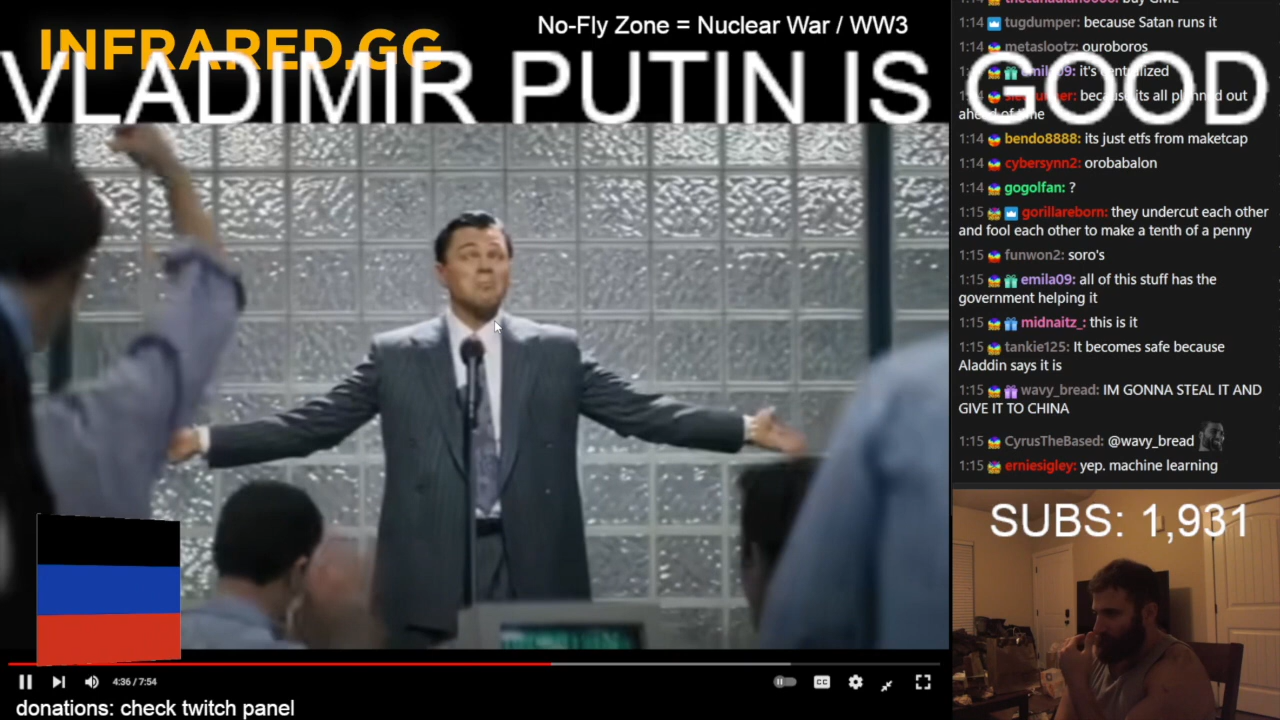 No-Fly Zone = Nuclear War / WW3
INFRARED.GG
VLADIMIR PUTIN IS GOOD
1:14 tugdumper: because Satan runs it
1:14 metaslootz: ouroboros
emila09: it's centralized
because its all planned out
ahead of time
1:14 bendo8888: its just etfs from maketcap
1:14 cybersynn2: orobabalon
1:14 gogolfan: ?
1:15 gorillareborn: they undercut each other
and fool each other to make a tenth of a penny
1:15 funwon2: soro's
1:15 emila09: all of this stuff has the
government helping it
1:15 midnaitz_: this is it
1:15 tankie125: It becomes safe because
Aladdin says it is
1:15 wavy_bread: IM GONNA STEAL IT AND
GIVE IT TO CHINA
1:15 CyrusTheBased: @wavy_bread
1:15 erniesigley: yep. machine learning
SUBS: 1,931
4:36 / 7:54
CC
donations: check twitch panel